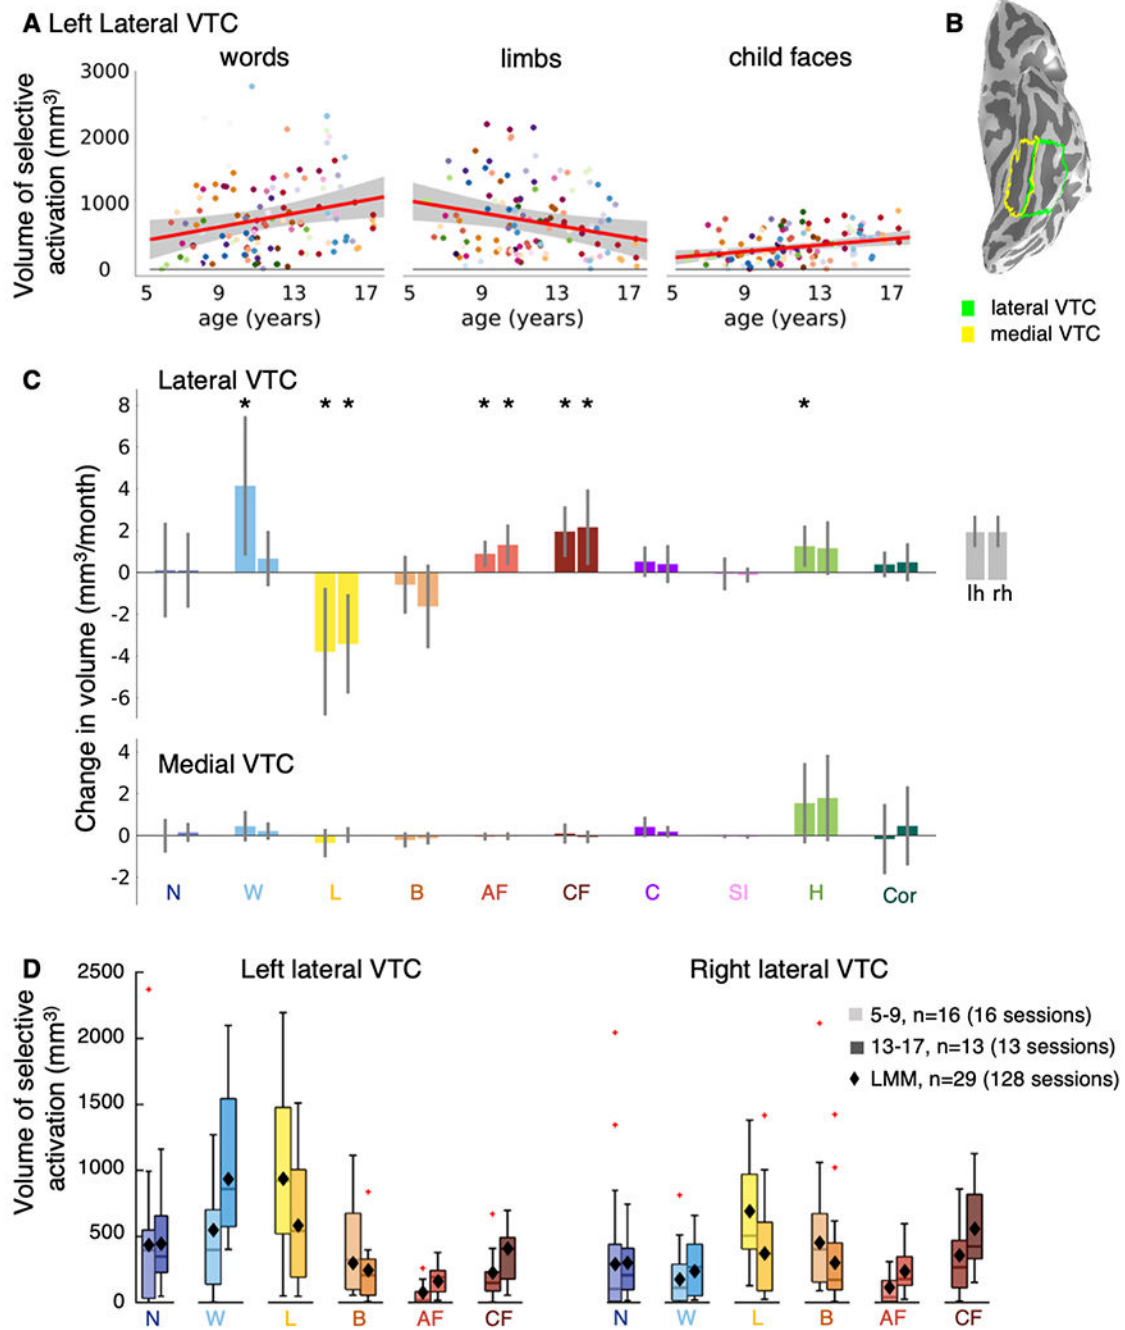 A Left Lateral VTC
B
words
limbs
child faces
Volume of selective
activation (mm3)
3000
2000
1000
0
5 9 13 17
5 9 13 17
5 9 13 17
age (years)
age (years)
age (years)
lateral VTC
medial VTC
C
Lateral VTC
Change in volume (mm3/month)
8
6
4
2
0
-2
-4
-6
* * * * * * * *
lh rh
Medial VTC
4
2
0
-2
N W L B AF CF C SI H Cor
D
Left lateral VTC
Right lateral VTC
Volume of selective
activation (mm3)
2500
2000
1500
1000
500
0
5-9, n=16 (16 sessions)
13-17, n=13 (13 sessions)
LMM, n=29 (128 sessions)
N W L B AF CF
N W L B AF CF